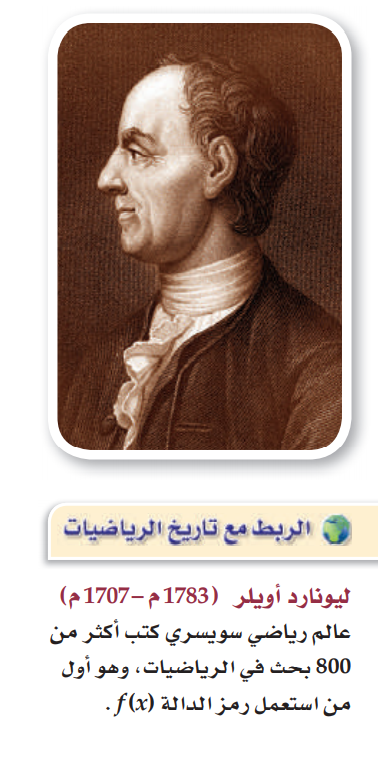 الربط مع تاريخ الرياضيات
ليونارد أويلر (1707م – 1783م)
عالم رياضي سويسري كتب أكثر من
800 بحث في الرياضيات، وهو أول
من استعمل رمز الدالة f(x).